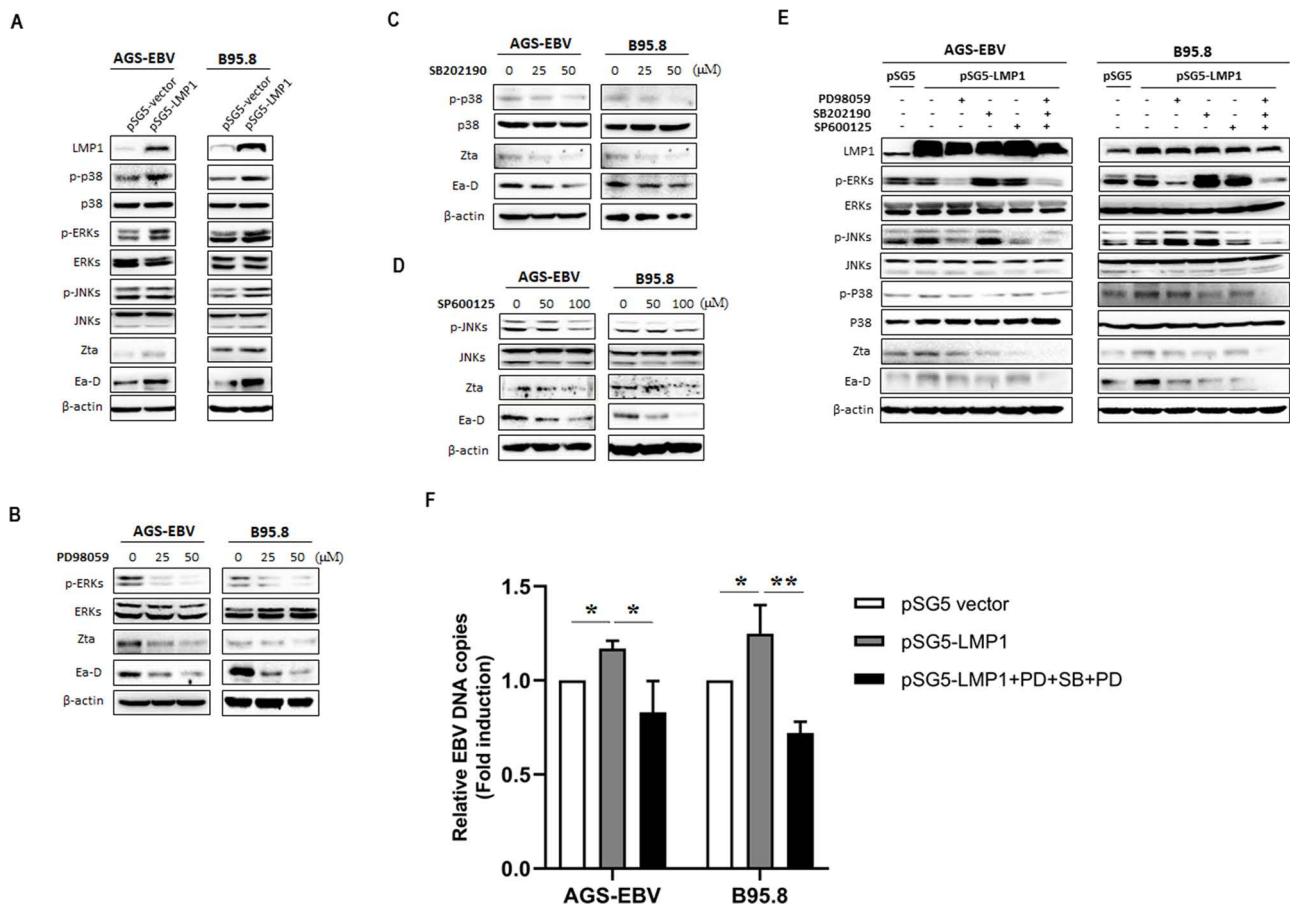 A
AGS-EBV B95.8
pSG5-vector pSG5-LMP1 pSG5-vector pSG5-LMP1
LMP1
p-p38
p38
p-ERKs
ERKs
p-JNKs
JNKs
Zta
Ea-D
β-actin
B
AGS-EBV B95.8
PD98059 0 25 50 0 25 50 (μM)
p-ERKs
ERKs
Zta
Ea-D
β-actin
C
AGS-EBV B95.8
SB202190 0 25 50 0 25 50 (μM)
p-p38
p38
Zta
Ea-D
β-actin
D
AGS-EBV B95.8
SP600125 0 50 100 0 50 100 (μM)
p-JNKs
JNKs
Zta
Ea-D
β-actin
E
AGS-EBV B95.8
pSG5 pSG5-LMP1 pSG5 pSG5-LMP1
PD98059 - - + - - + - - + - - +
SB202190 - - - + - + - - - + - +
SP600125 - - - - + + - - - - + +
LMP1
p-ERKs
ERKs
p-JNKs
JNKs
p-P38
P38
Zta
Ea-D
β-actin
F
Relative EBV DNA copies
(Fold induction)
1.5
1.0
0.5
0.0
* * * **
AGS-EBV B95.8
pSG5 vector
pSG5-LMP1
pSG5-LMP1+PD+SB+PD